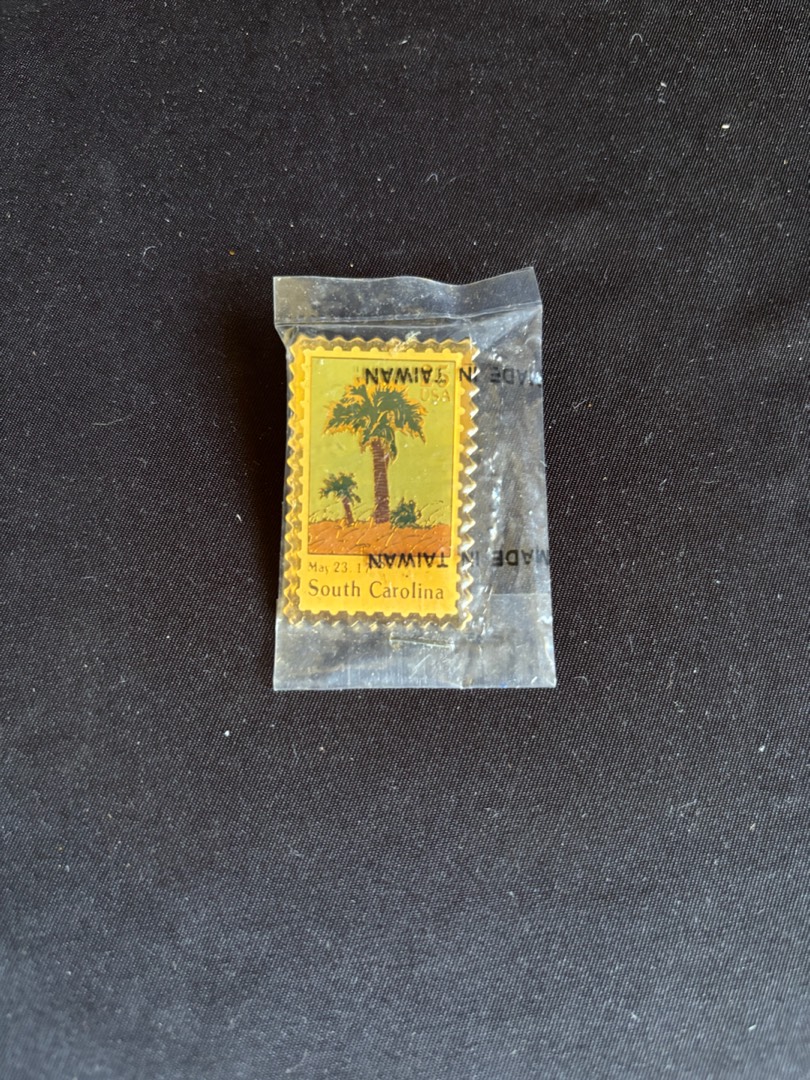 MADE IN TAIWAN
USA
MADE IN TAIWAN
May 23, 1
South Carolina